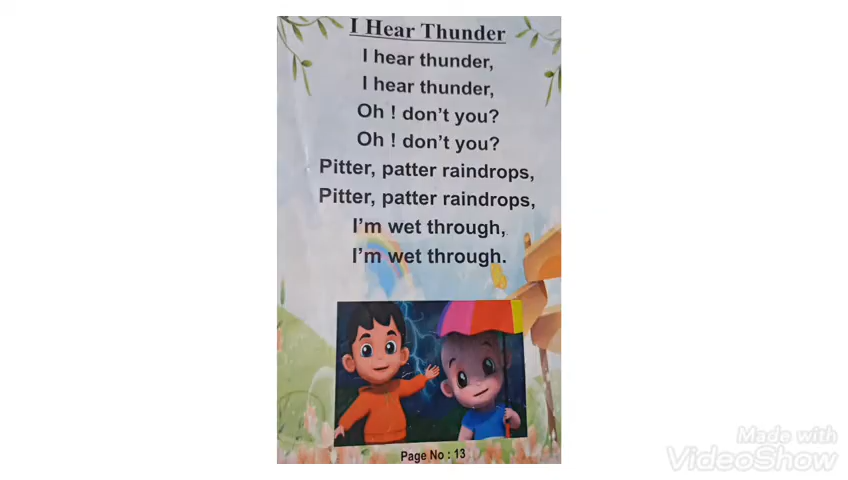 I Hear Thunder
I hear thunder,
I hear thunder,
Oh ! don't you?
Oh ! don't you?
Pitter, patter raindrops,
Pitter, patter raindrops,
I'm wet through,
I'm wet through.
Page No : 13
Made with
VideoShow